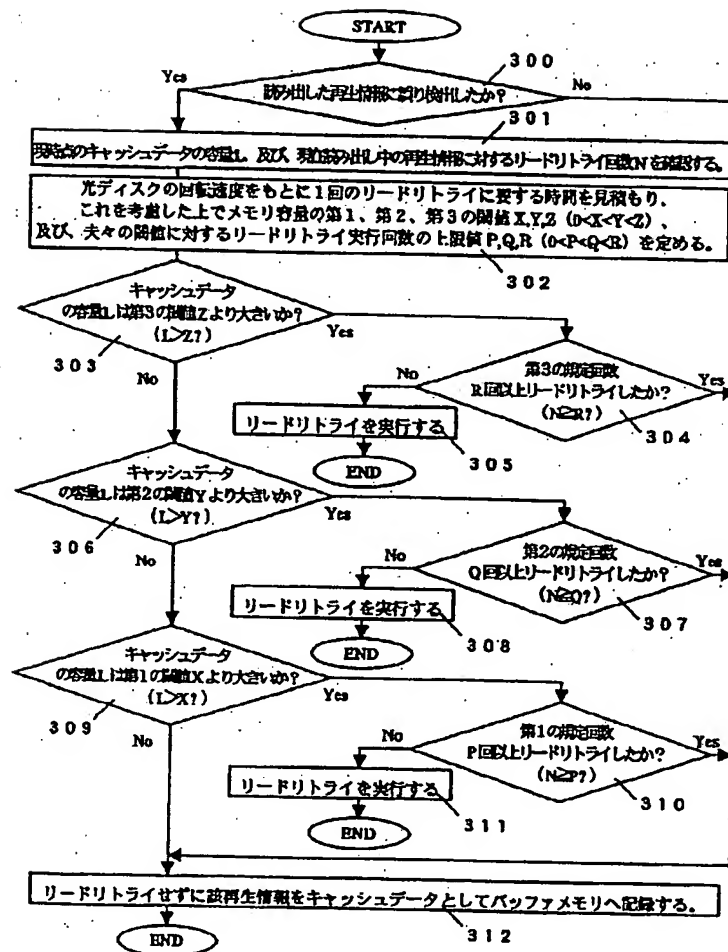 START
300
Yes
読み出した再生情報に誤り検出したか？
No
301
現時点のキャッシュデータの容量L、及び、現在読み出し中の再生情報に対するリードリトライ回数Nを確認する。
光ディスクの回転速度をもとに1回のリードリトライに要する時間を見積もり、
これを考慮した上でメモリ容量の第1、第2、第3の閾値X,Y,Z（0<X<Y<Z）、
及び、夫々の閾値に対するリードリトライ実行回数の上限値P,Q,R（0<P<Q<R）を定める。
302
キャッシュデータ
の容量Lは第3の閾値Zより大きいか？
(L>Z?)
Yes
303
No
第3の規定回数
R回以上リードリトライしたか？
(N≧R?)
No
Yes
304
リードリトライを実行する
305
END
キャッシュデータ
の容量Lは第2の閾値Yより大きいか？
(L>Y?)
Yes
306
No
第2の規定回数
Q回以上リードリトライしたか？
(N≧Q?)
No
Yes
307
リードリトライを実行する
308
END
キャッシュデータ
の容量Lは第1の閾値Xより大きいか？
(L>X?)
Yes
309
No
第1の規定回数
P回以上リードリトライしたか？
(N≧P?)
No
Yes
310
リードリトライを実行する
311
END
リードリトライせずに該再生情報をキャッシュデータとしてバッファメモリへ記録する。
312
END